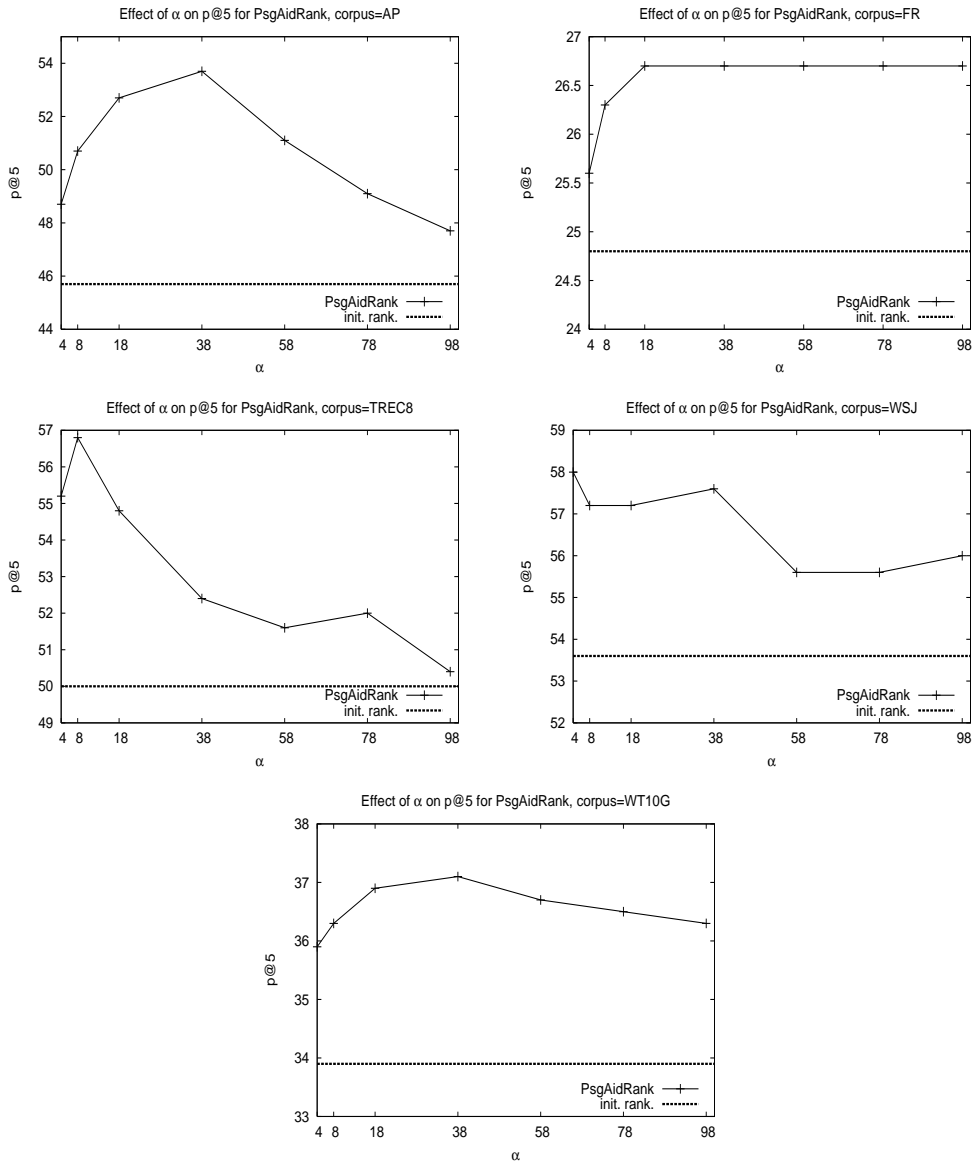 Effect of α on p@5 for PsgAidRank, corpus=AP
54
52
50
48
46
44
p@5
PsgAidRank
init. rank.
4 8 18 38 58 78 98
α
Effect of α on p@5 for PsgAidRank, corpus=FR
27
26.5
26
25.5
25
24.5
24
p@5
PsgAidRank
init. rank.
4 8 18 38 58 78 98
α
Effect of α on p@5 for PsgAidRank, corpus=TREC8
57
56
55
54
53
52
51
50
49
p@5
PsgAidRank
init. rank.
4 8 18 38 58 78 98
α
Effect of α on p@5 for PsgAidRank, corpus=WSJ
59
58
57
56
55
54
53
52
p@5
PsgAidRank
init. rank.
4 8 18 38 58 78 98
α
Effect of α on p@5 for PsgAidRank, corpus=WT10G
38
37
36
35
34
33
p@5
PsgAidRank
init. rank.
4 8 18 38 58 78 98
α